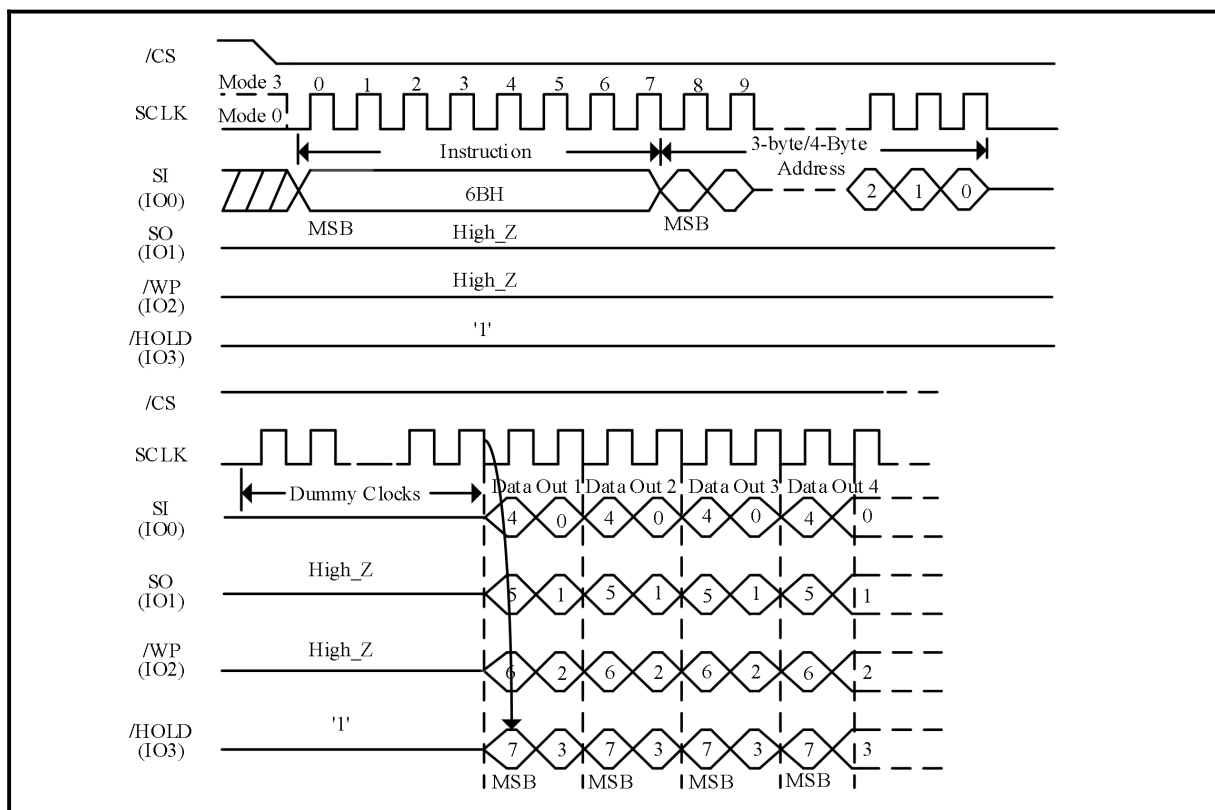 /CS
Mode 3 0 1 2 3 4 5 6 7 8 9
SCLK Mode 0
Instruction 3-byte/4-Byte Address
SI (IO0) 6BH 2 1 0
MSB MSB
SO (IO1) High_Z
/WP (IO2) High_Z
/HOLD (IO3) '1'
/CS
SCLK
Dummy Clocks Data Out 1 Data Out 2 Data Out 3 Data Out 4
SI (IO0) 4 0 4 0 4 0 4 0
SO (IO1) High_Z 5 1 5 1 5 1 5 1
/WP (IO2) High_Z 6 2 6 2 6 2 6 2
/HOLD (IO3) '1' 7 3 7 3 7 3 7 3
MSB MSB MSB MSB